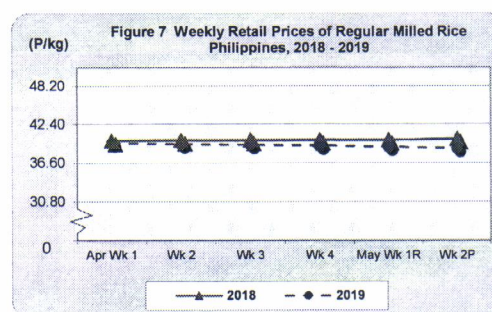 Figure 7 Weekly Retail Prices of Regular Milled Rice
Philippines, 2018 - 2019
(P/kg)
48.20
42.40
36.60
30.80
0
Apr Wk 1 Wk 2 Wk 3 Wk 4 May Wk 1R Wk 2P
2018 2019